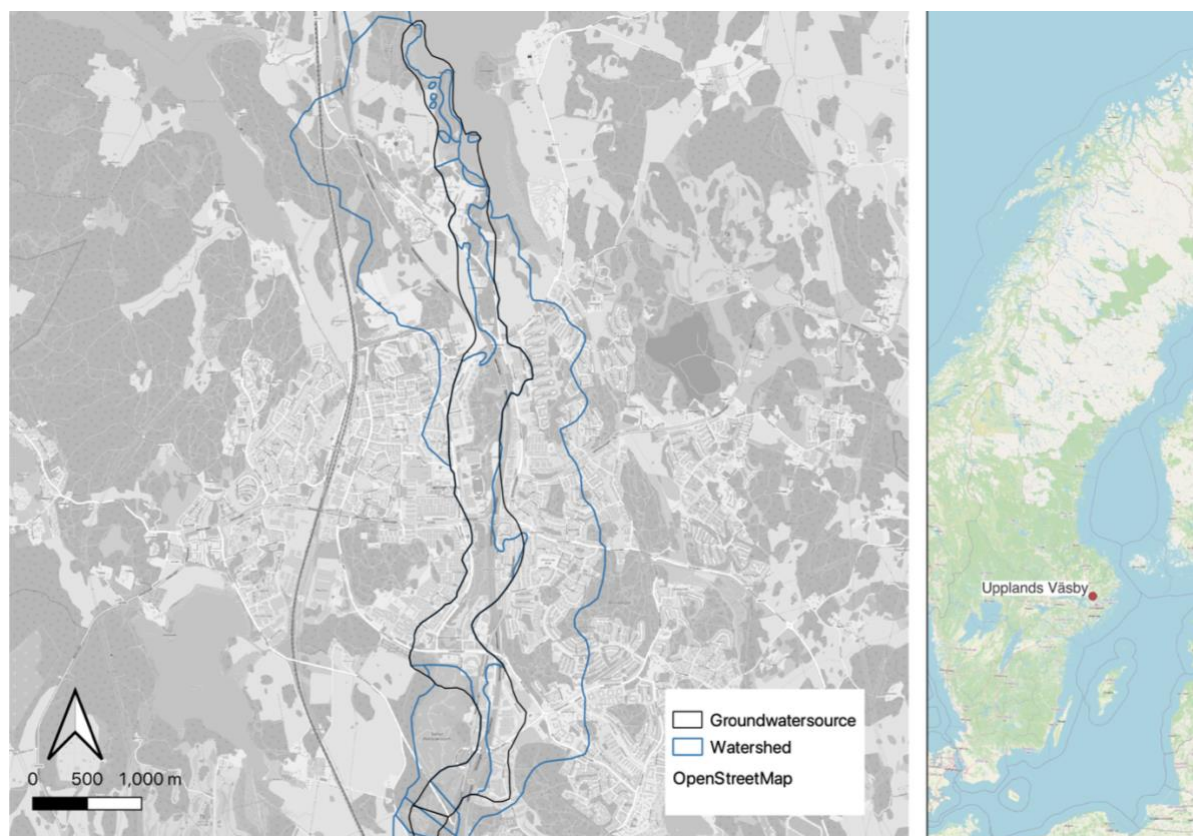 Groundwatersource
Watershed
OpenStreetMap
0 500 1,000 m
Upplands Väsby